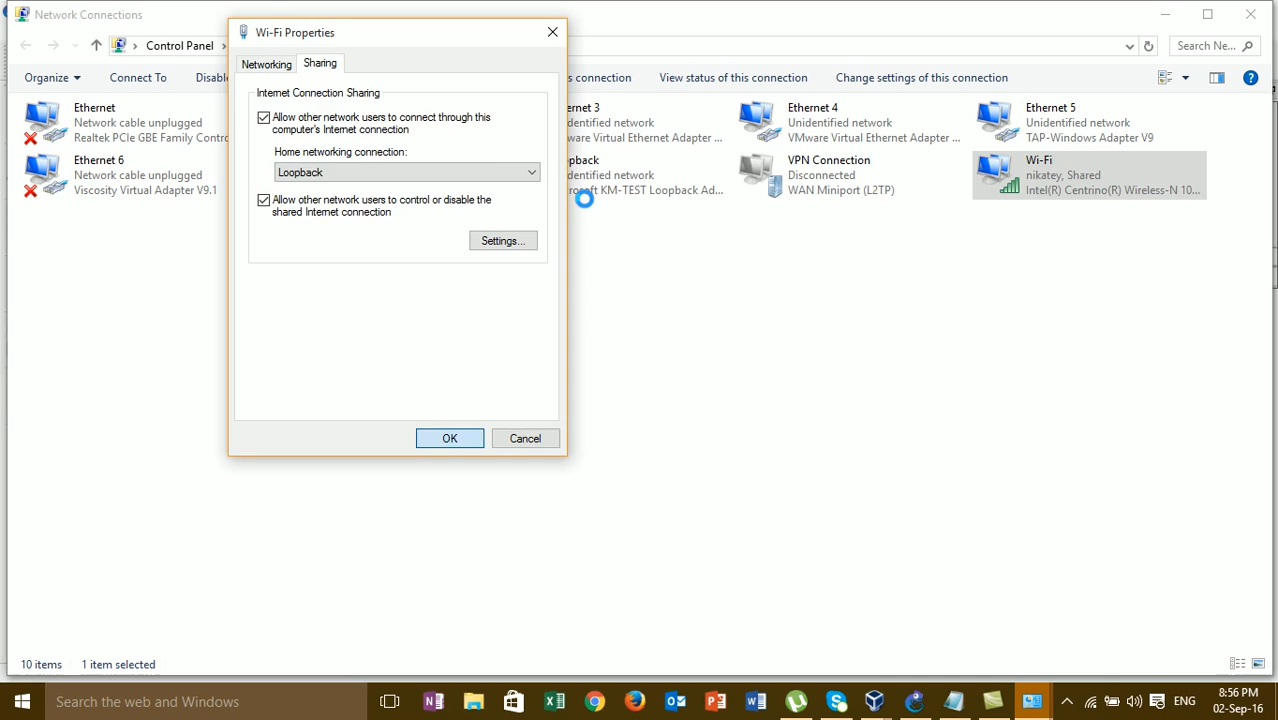 Network Connections
Control Panel
Search Ne...
Organize
Connect To
Disabl
s connection
View status of this connection
Change settings of this connection
Ethernet
Network cable unplugged
Realtek PCIe GBE Family Contro
Ethernet 6
Network cable unplugged
Viscosity Virtual Adapter V9.1
Wi-Fi Properties
Networking
Sharing
Internet Connection Sharing
Allow other network users to connect through this
computer's Internet connection
Home networking connection:
Loopback
Allow other network users to control or disable the
shared Internet connection
Settings...
OK
Cancel
rnet 3
identified network
ware Virtual Ethernet Adapter ...
pback
identified network
rosoft KM-TEST Loopback Ad...
Ethernet 4
Unidentified network
VMware Virtual Ethernet Adapter ...
VPN Connection
Disconnected
WAN Miniport (L2TP)
Ethernet 5
Unidentified network
TAP-Windows Adapter V9
Wi-Fi
nikatey, Shared
Intel(R) Centrino(R) Wireless-N 10...
10 items
1 item selected
Search the web and Windows
ENG
8:56 PM
02-Sep-16